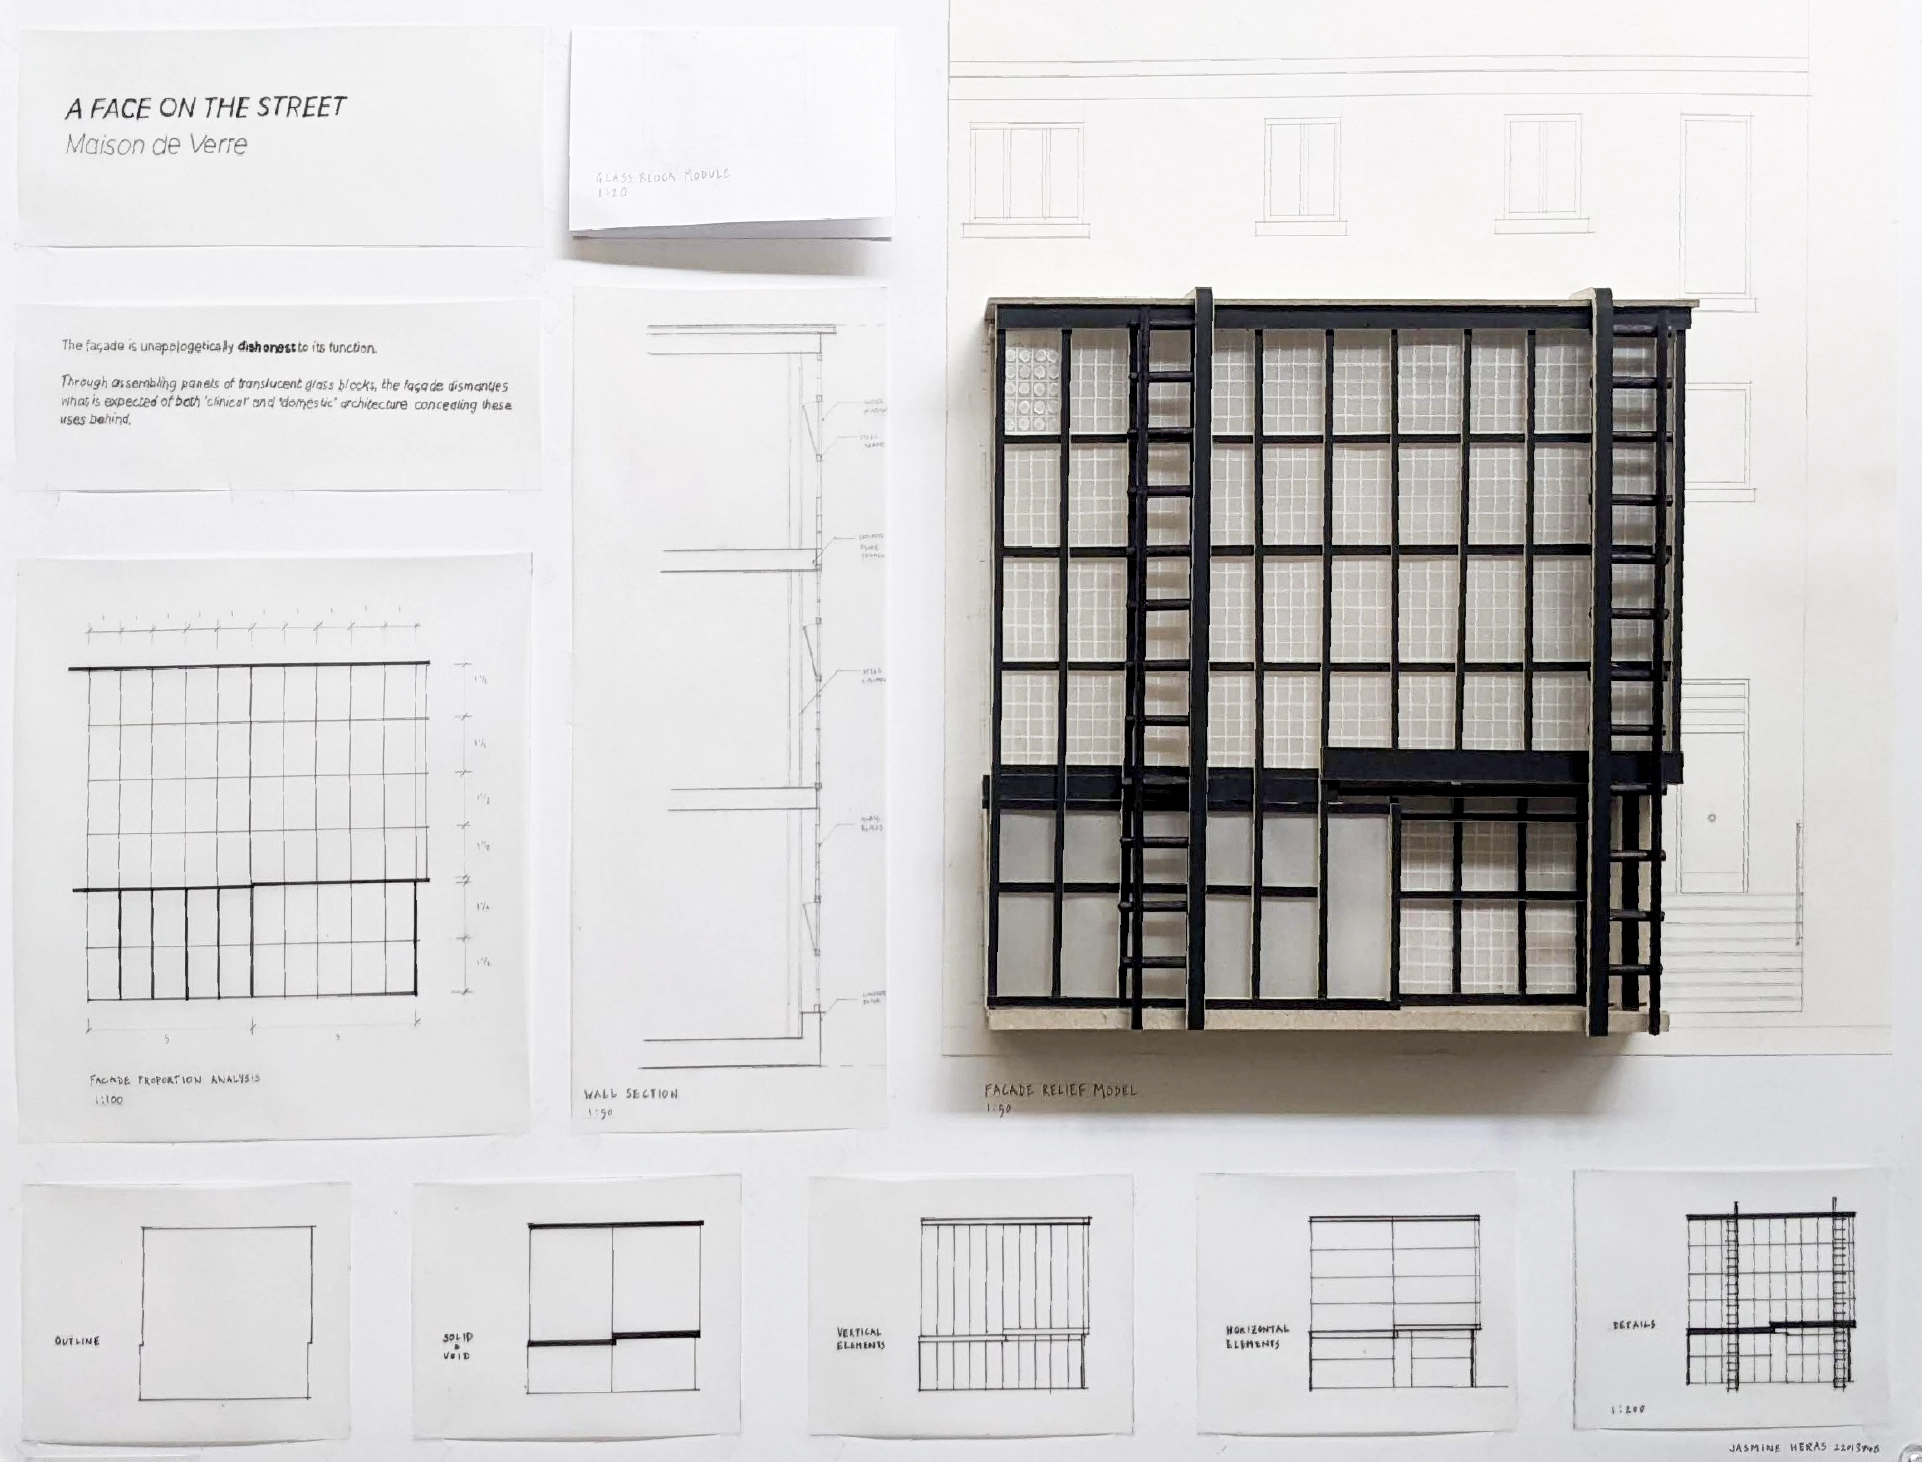 A FACE ON THE STREET
Maison de Verre
GLASS BLOCK MODULE
1:20
The façade is unapologetically dishonest to its function.
Through assembling panels of translucent glass blocks, the façade dismantles
what is expected of both 'clinical' and 'domestic' architecture concealing these
uses behind.
FACADE PROPORTION ANALYSIS
1:100
WALL SECTION
1:50
FACADE RELIEF MODEL
1:50
OUTLINE
SOLID
&
VOID
VERTICAL
ELEMENTS
HORIZONTAL
ELEMENTS
DETAILS
1:200
JASMINE HERAS